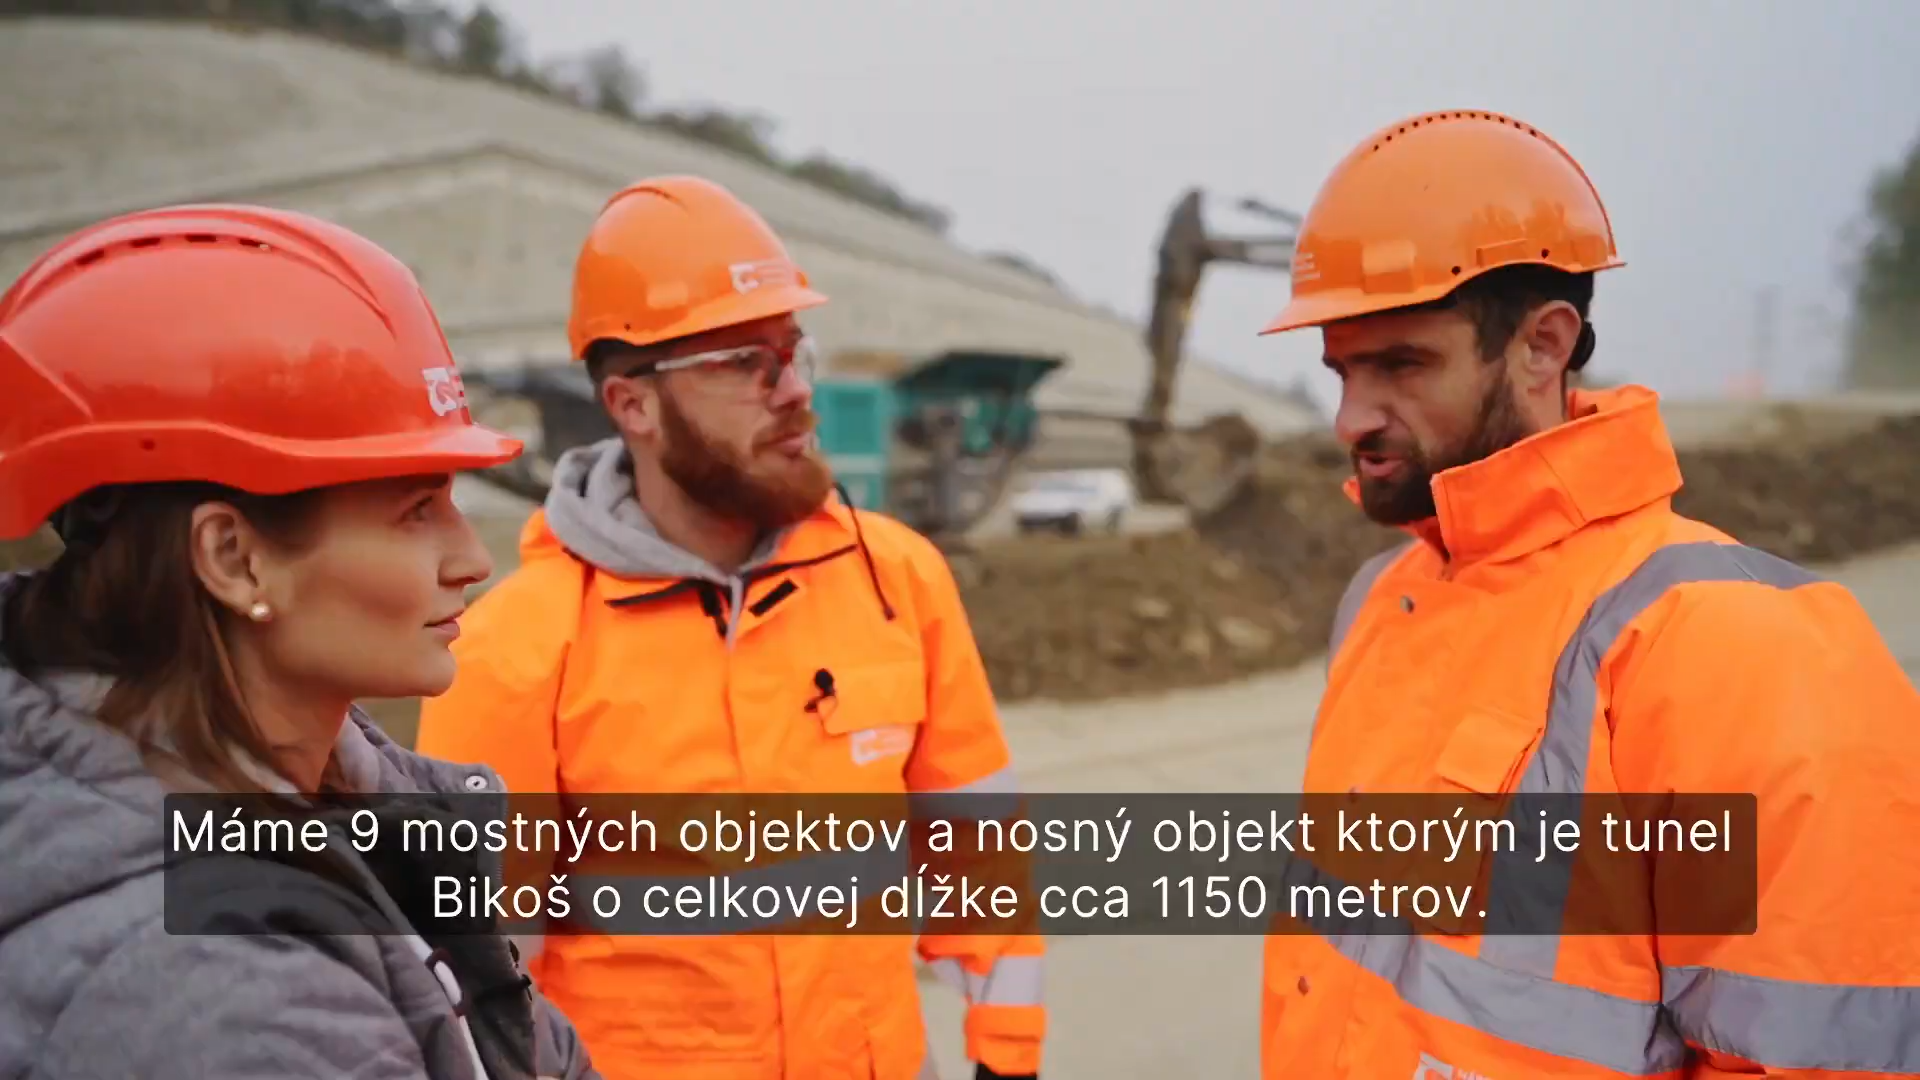 Máme 9 mostných objektov a nosný objekt ktorým je tunel
Bikoš o celkovej dĺžke cca 1150 metrov.